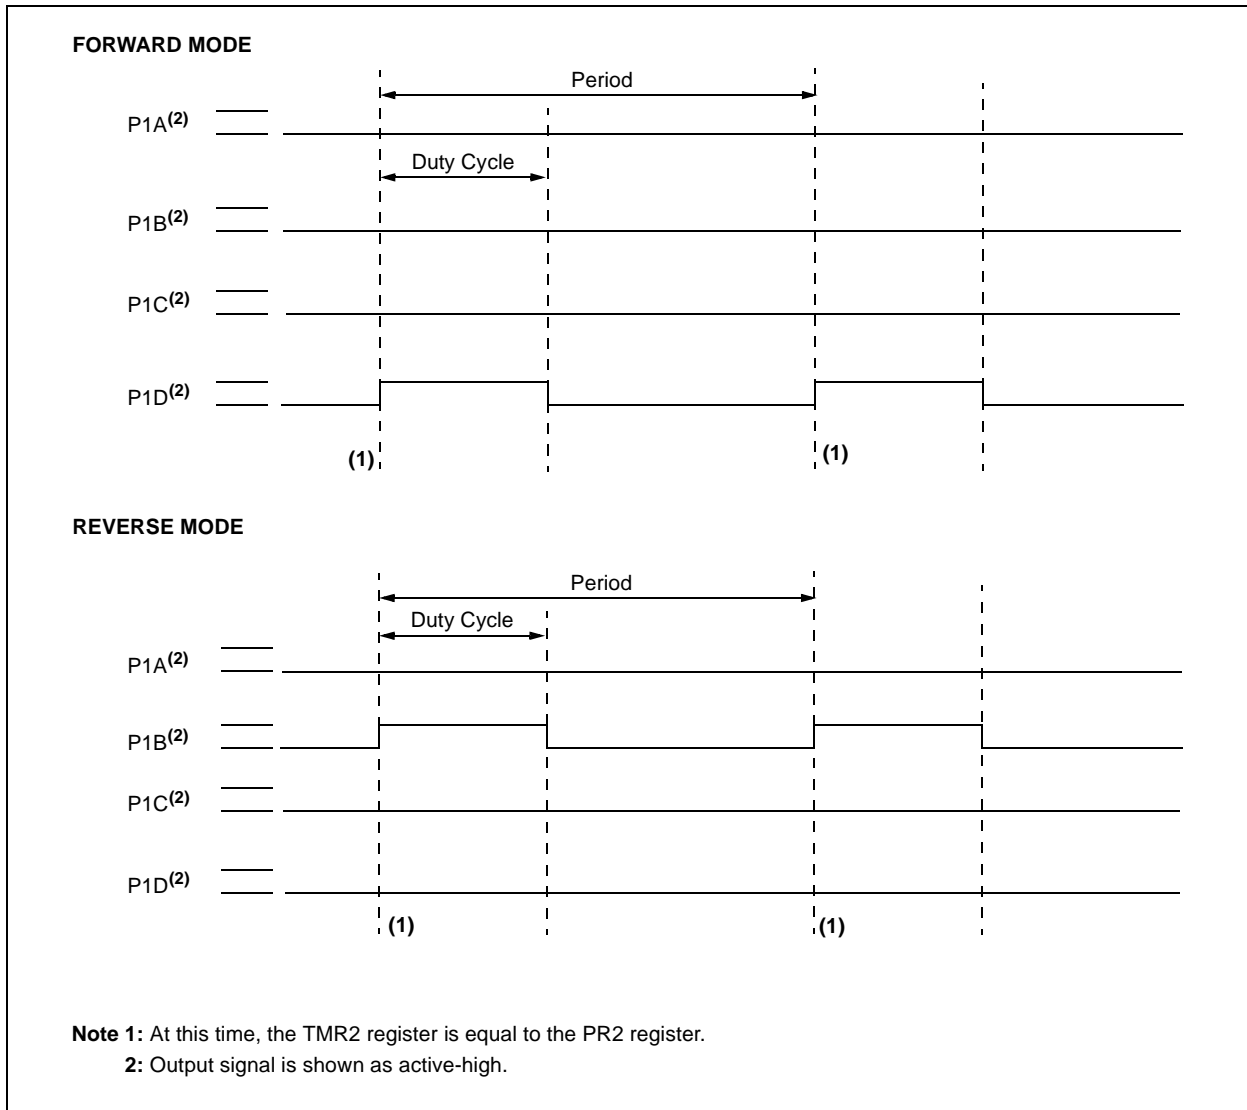 FORWARD MODE
Period
P1A(2)
Duty Cycle
P1B(2)
P1C(2)
P1D(2)
(1)
(1)
REVERSE MODE
Period
Duty Cycle
P1A(2)
P1B(2)
P1C(2)
P1D(2)
(1)
(1)
Note 1: At this time, the TMR2 register is equal to the PR2 register.
2: Output signal is shown as active-high.